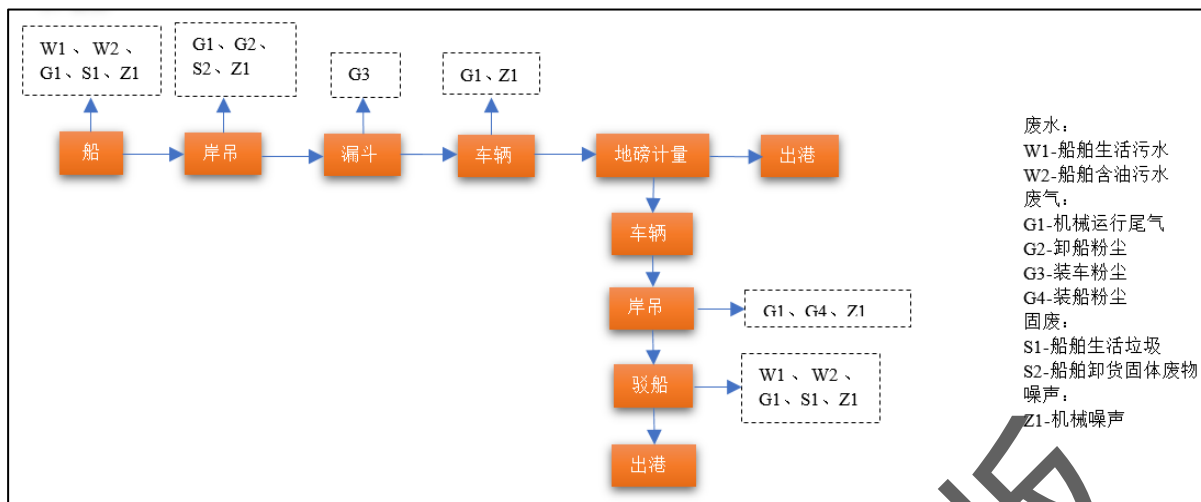 W1 、 W2 、
G1、S1、Z1
G1、G2、
S2、Z1
G3
G1、Z1
船
岸吊
漏斗
车辆
地磅计量
出港
车辆
岸吊
G1、G4、Z1
驳船
W1 、 W2 、
G1、S1、Z1
出港
废水：
W1-船舶生活污水
W2-船舶含油污水
废气：
G1-机械运行尾气
G2-卸船粉尘
G3-装车粉尘
G4-装船粉尘
固废：
S1-船舶生活垃圾
S2-船舶卸货固体废物
噪声：
Z1-机械噪声